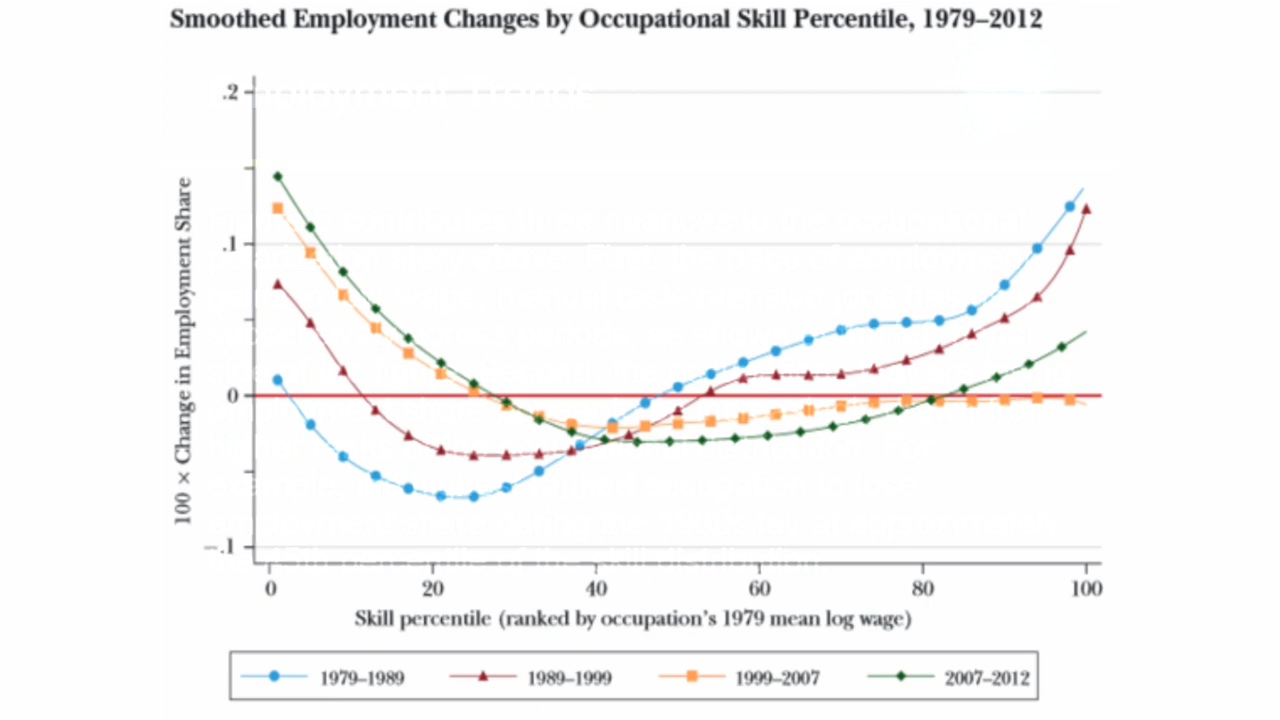 Smoothed Employment Changes by Occupational Skill Percentile, 1979–2012
.2
.1
0
–.1
100 × Change in Employment Share
0 20 40 60 80 100
Skill percentile (ranked by occupation's 1979 mean log wage)
1979–1989 1989–1999 1999–2007 2007–2012